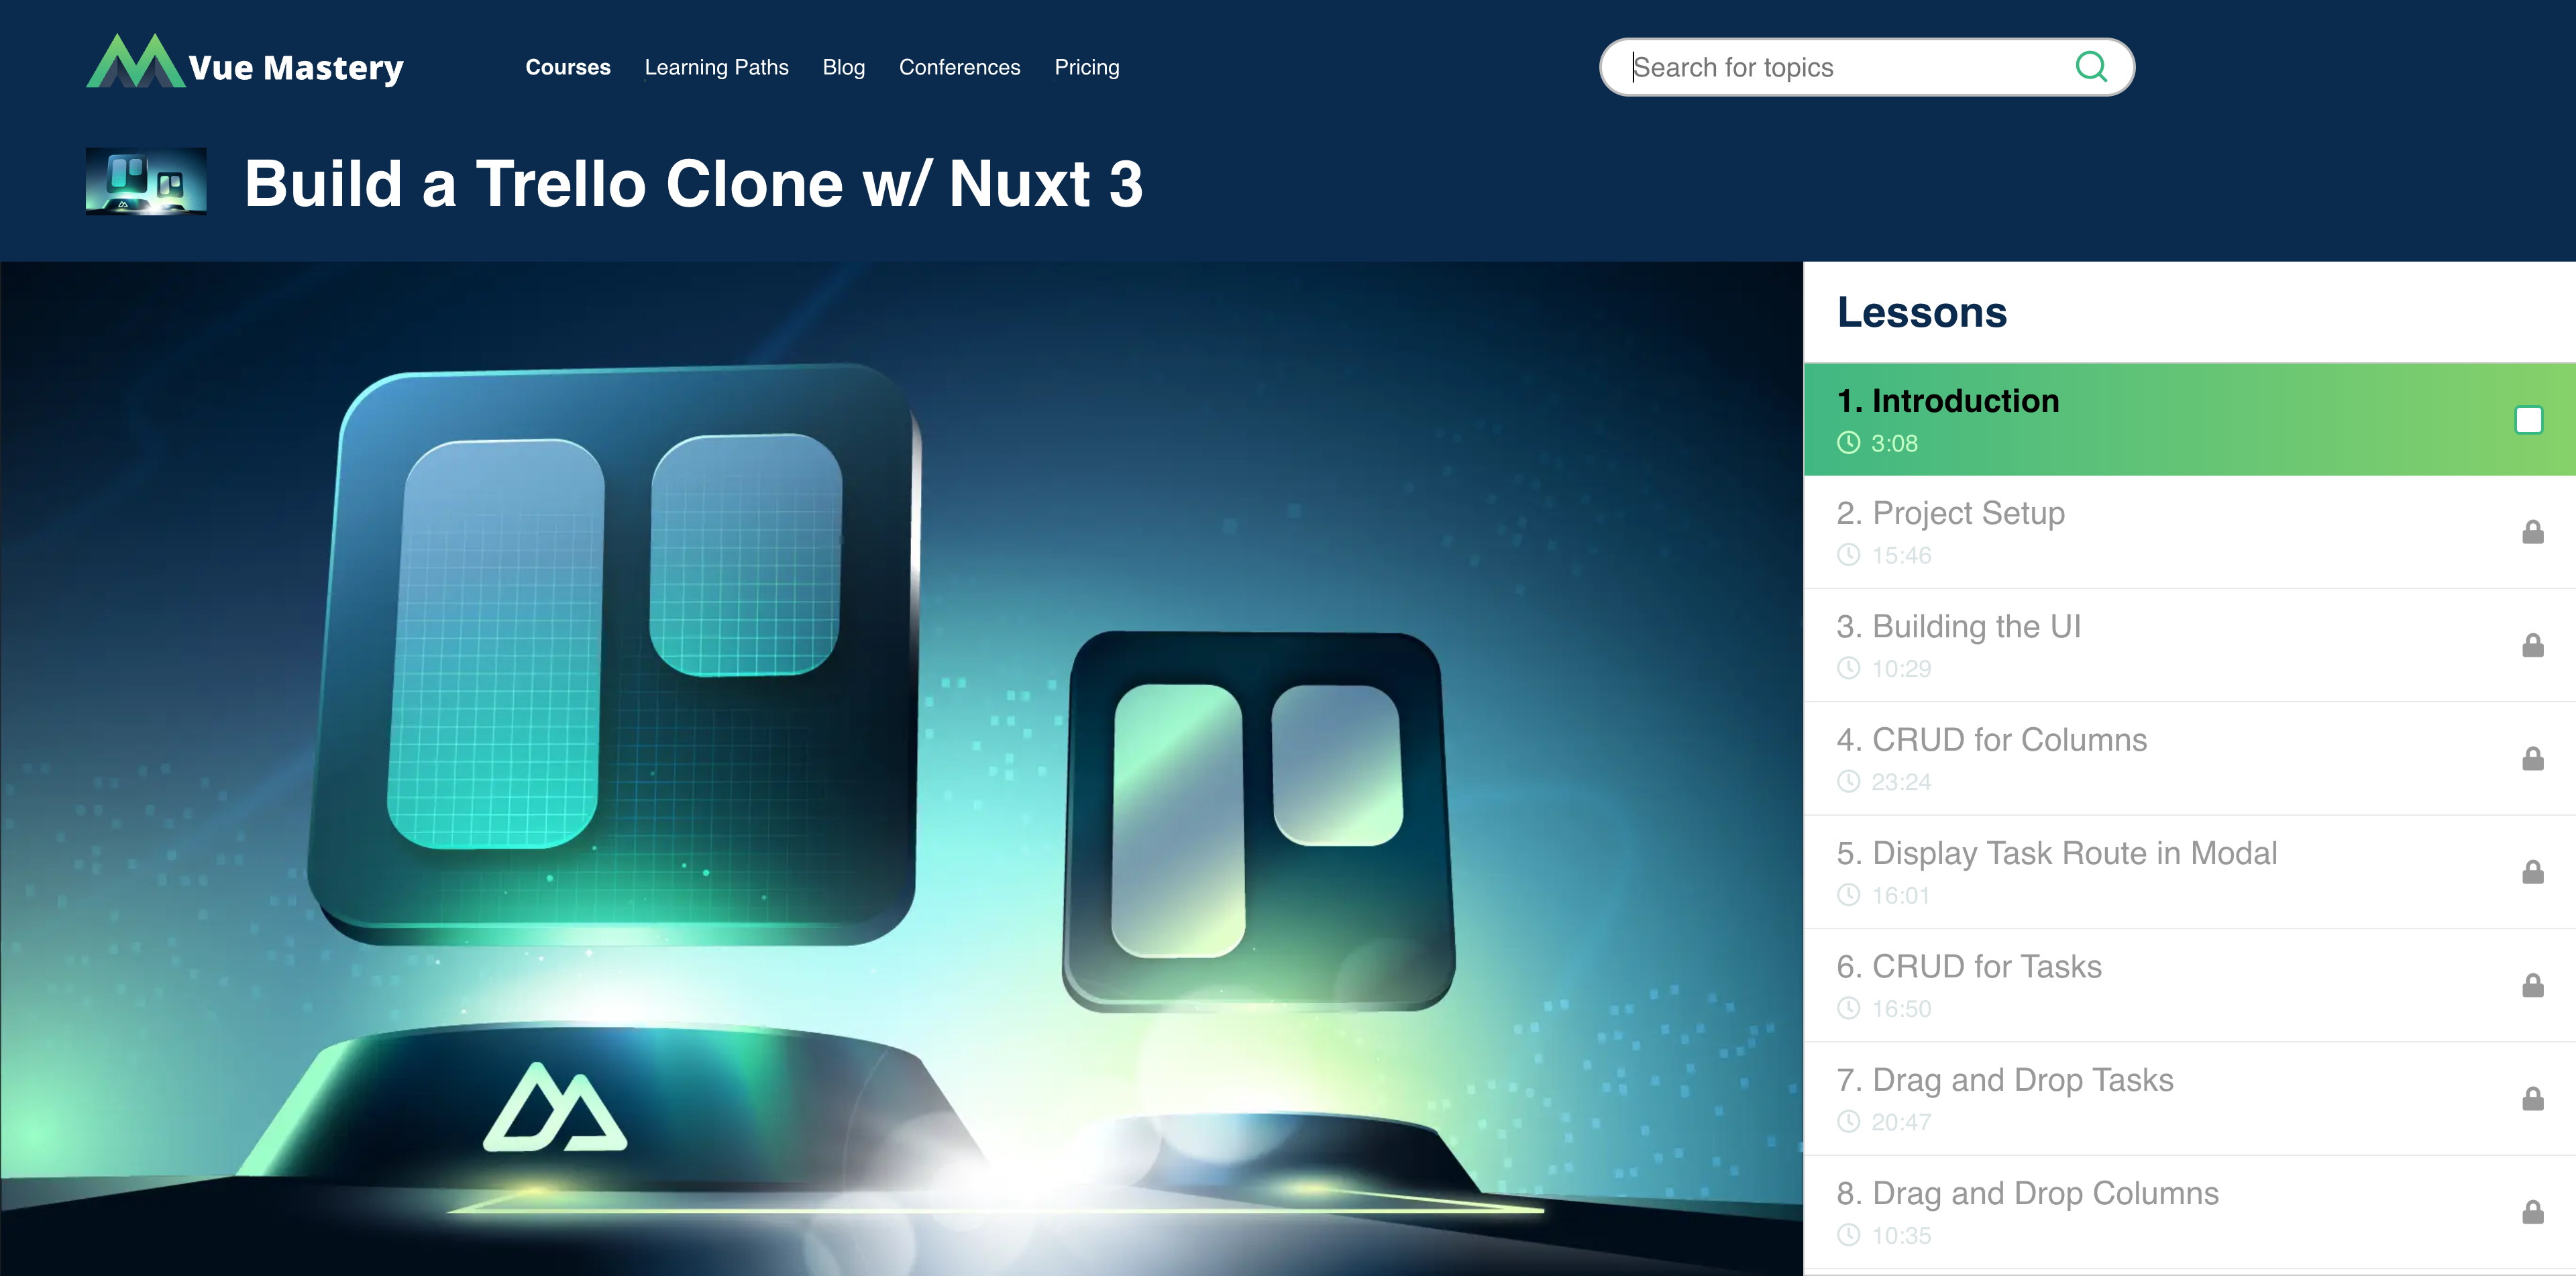 Vue Mastery
Courses Learning Paths Blog Conferences Pricing
Search for topics
Build a Trello Clone w/ Nuxt 3
Lessons
1. Introduction
3:08
2. Project Setup
15:46
3. Building the UI
10:29
4. CRUD for Columns
23:24
5. Display Task Route in Modal
16:01
6. CRUD for Tasks
16:50
7. Drag and Drop Tasks
20:47
8. Drag and Drop Columns
10:35